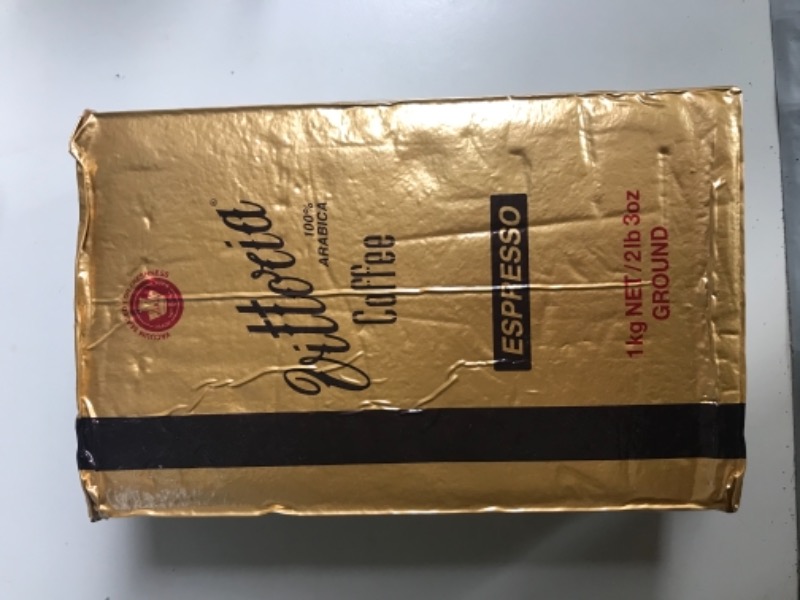 Vittoria®
100%
ARABICA
Coffee
ESPRESSO
1kg NET/2lb 3oz
GROUND